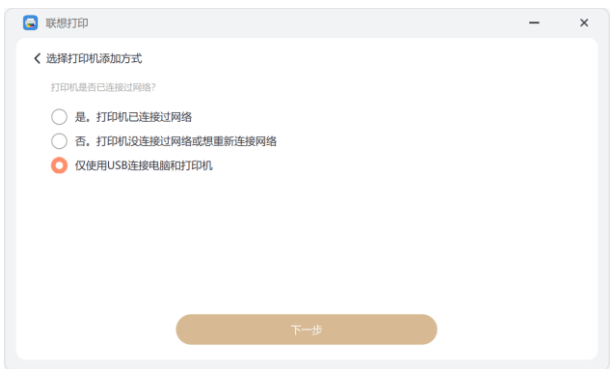 联想打印
选择打印机添加方式
打印机是否已连接过网络?
是。打印机已连接过网络
否。打印机没连接过网络或想重新连接网络
仅使用USB连接电脑和打印机
下一步